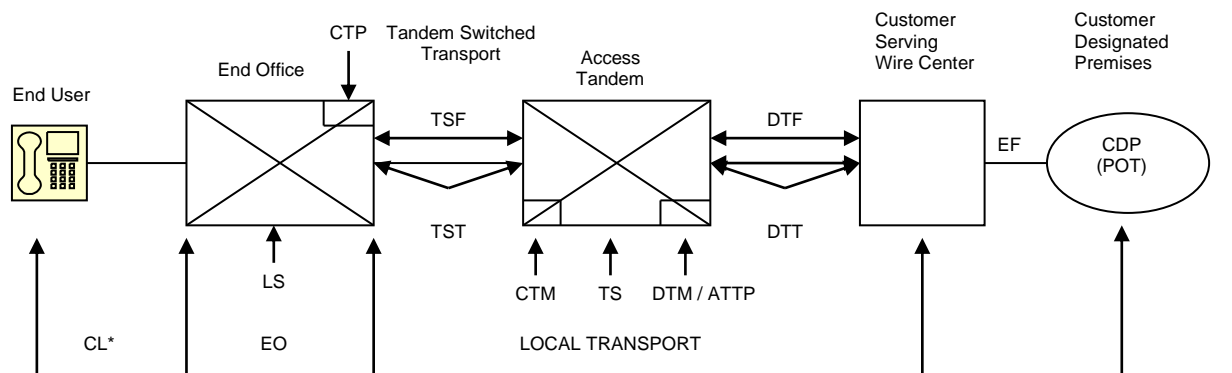 Customer
Serving
Wire Center
Customer
Designated
Premises
CTP
Tandem Switched
Transport
Access
Tandem
End Office
End User
TSF
DTF
EF
CDP
(POT)
TST
DTT
LS
CTM
TS
DTM / ATTP
CL*
EO
LOCAL TRANSPORT